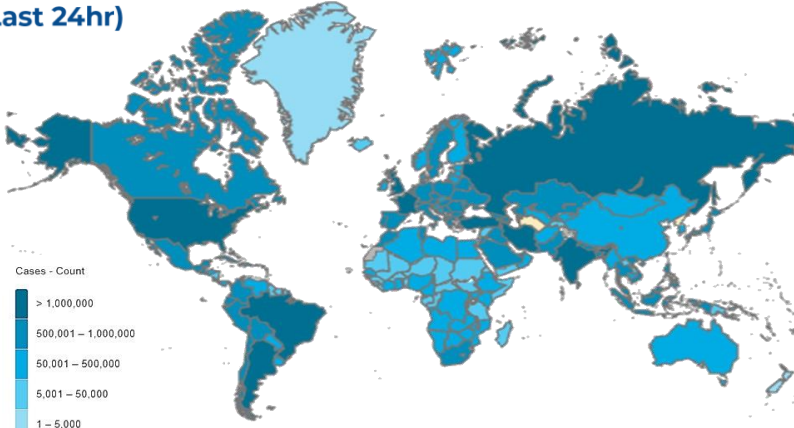 ast 24hr)
Cases - Count
> 1,000,000
500,001 – 1,000,000
50,001 – 500,000
5,001 – 50,000
1 – 5,000